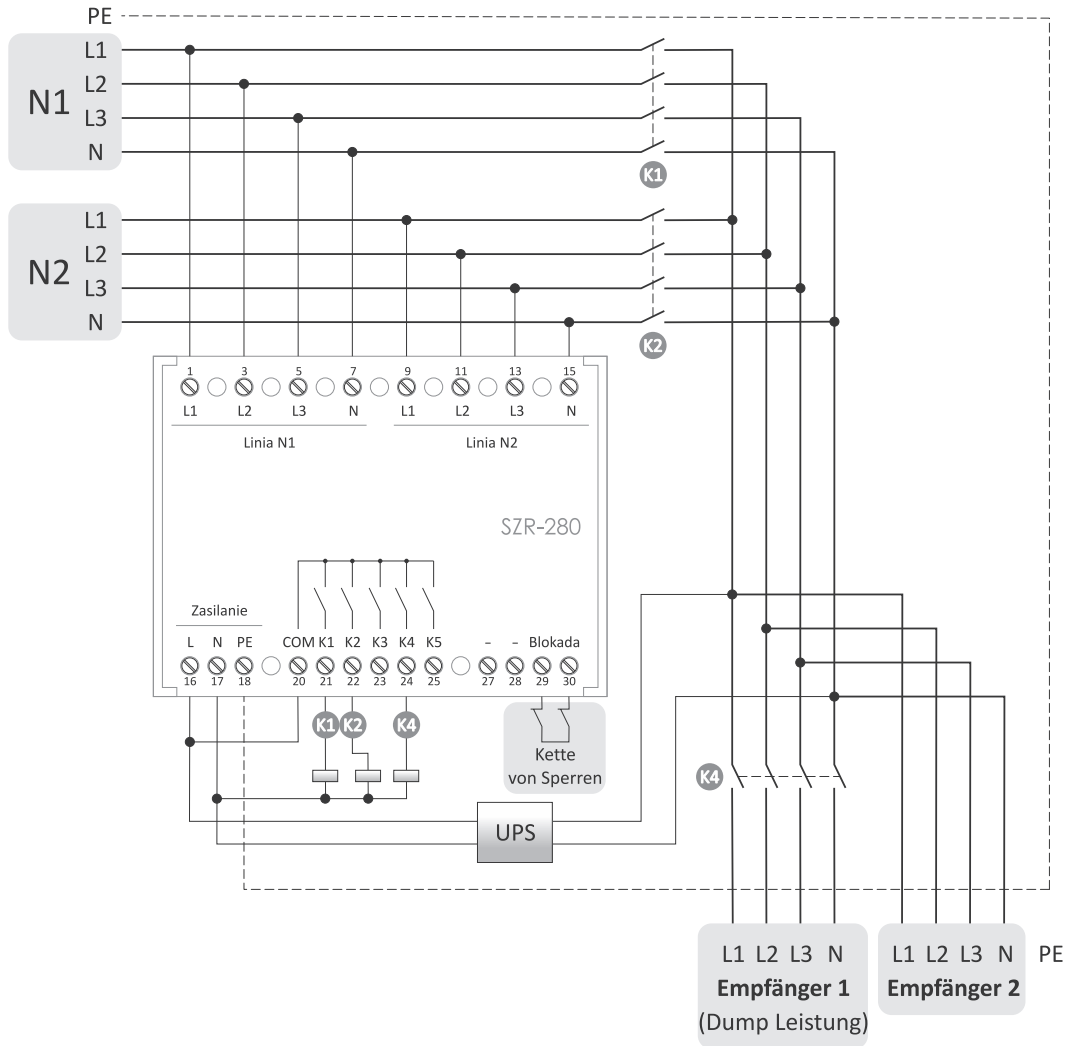 PE
L1
L2
N1
L3
N
K1
L1
L2
N2
L3
N
K2
1 3 5 7 9 11 13 15
L1 L2 L3 N L1 L2 L3 N
Linia N1 Linia N2
SZR-280
Zasilanie
L N PE COM K1 K2 K3 K4 K5 – – Blokada
16 17 18 20 21 22 23 24 25 27 28 29 30
K1 K2 K4
Kette
von Sperren
K4
UPS
L1 L2 L3 N L1 L2 L3 N PE
Empfänger 1 Empfänger 2
(Dump Leistung)